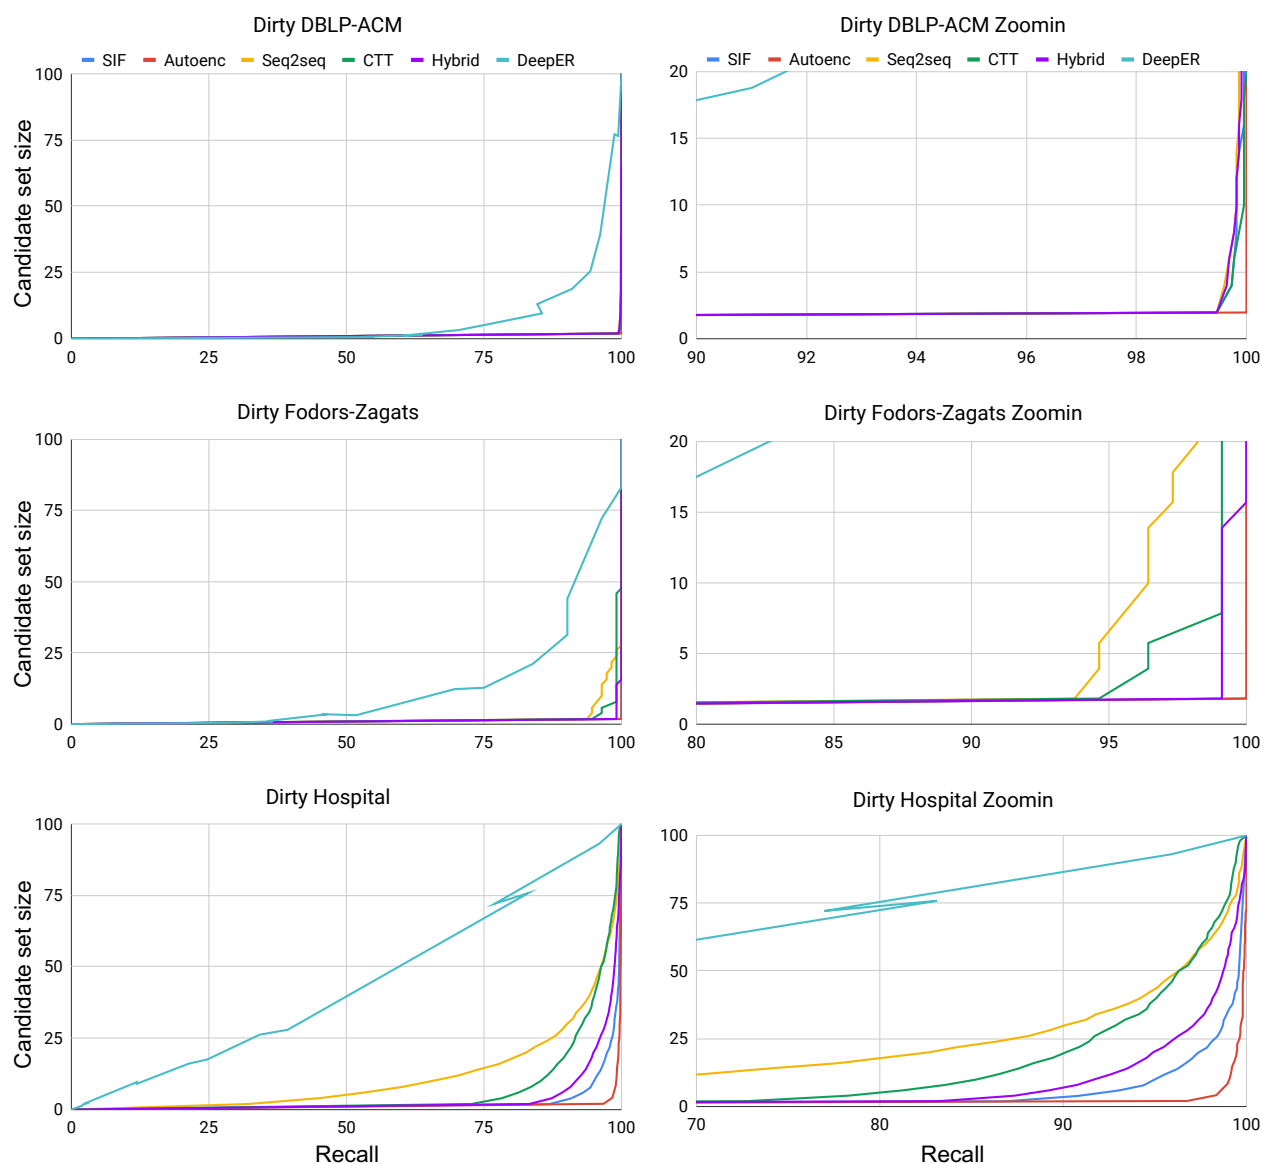 Dirty DBLP-ACM
SIF Autoenc Seq2seq CTT Hybrid DeepER
Candidate set size
100
75
50
25
0
0 25 50 75 100
Dirty DBLP-ACM Zoomin
SIF Autoenc Seq2seq CTT Hybrid DeepER
20
15
10
5
0
90 92 94 96 98 100
Dirty Fodors-Zagats
Candidate set size
100
75
50
25
0
0 25 50 75 100
Dirty Fodors-Zagats Zoomin
20
15
10
5
0
80 85 90 95 100
Dirty Hospital
Candidate set size
100
75
50
25
0
0 25 50 75 100
Recall
Dirty Hospital Zoomin
100
75
50
25
0
70 80 90 100
Recall